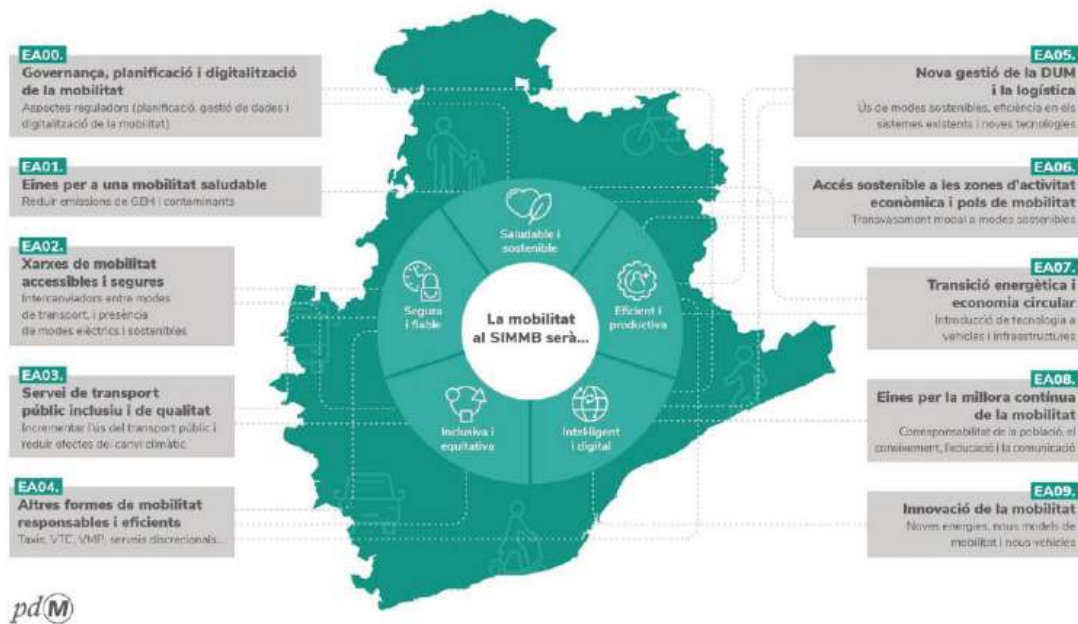 EA00.
Governança, planificació i digitalització
de la mobilitat
Aspectes reguladors (planificació, gestió de dades i
digitalització de la mobilitat)
EA01.
Eines per a una mobilitat saludable
Reduir emissions de GEH i contaminants
EA02.
Xarxes de mobilitat
accessibles i segures
Intercanviadors entre modes
de transport, i presència
de modes elèctrics i sostenibles
EA03.
Servei de transport
públic inclusiu i de qualitat
Incrementar l'ús del transport públic i
reduir efectes del canvi climàtic
EA04.
Altres formes de mobilitat
responsables i eficients
Taxis, VTC, VMP, serveis discrecionals...
Saludable i
sostenible
Segura
i fiable
Eficient i
productiva
La mobilitat
al SIMMB serà...
Inclusiva i
equitativa
Intel·ligent
i digital
EA05.
Nova gestió de la DUM
i la logística
Ús de modes sostenibles, eficiència en els
sistemes existents i noves tecnologies
EA06.
Accés sostenible a les zones d'activitat
econòmica i pols de mobilitat
Transvasament modal a modes sostenibles
EA07.
Transició energètica i
economia circular
Introducció de tecnologia a
vehicles i infraestructures
EA08.
Eines per la millora contínua
de la mobilitat
Corresponsabilitat de la població, el
coneixement, l'educació i la comunicació
EA09.
Innovació de la mobilitat
Noves energies, nous models de
mobilitat i nous vehicles
pdM